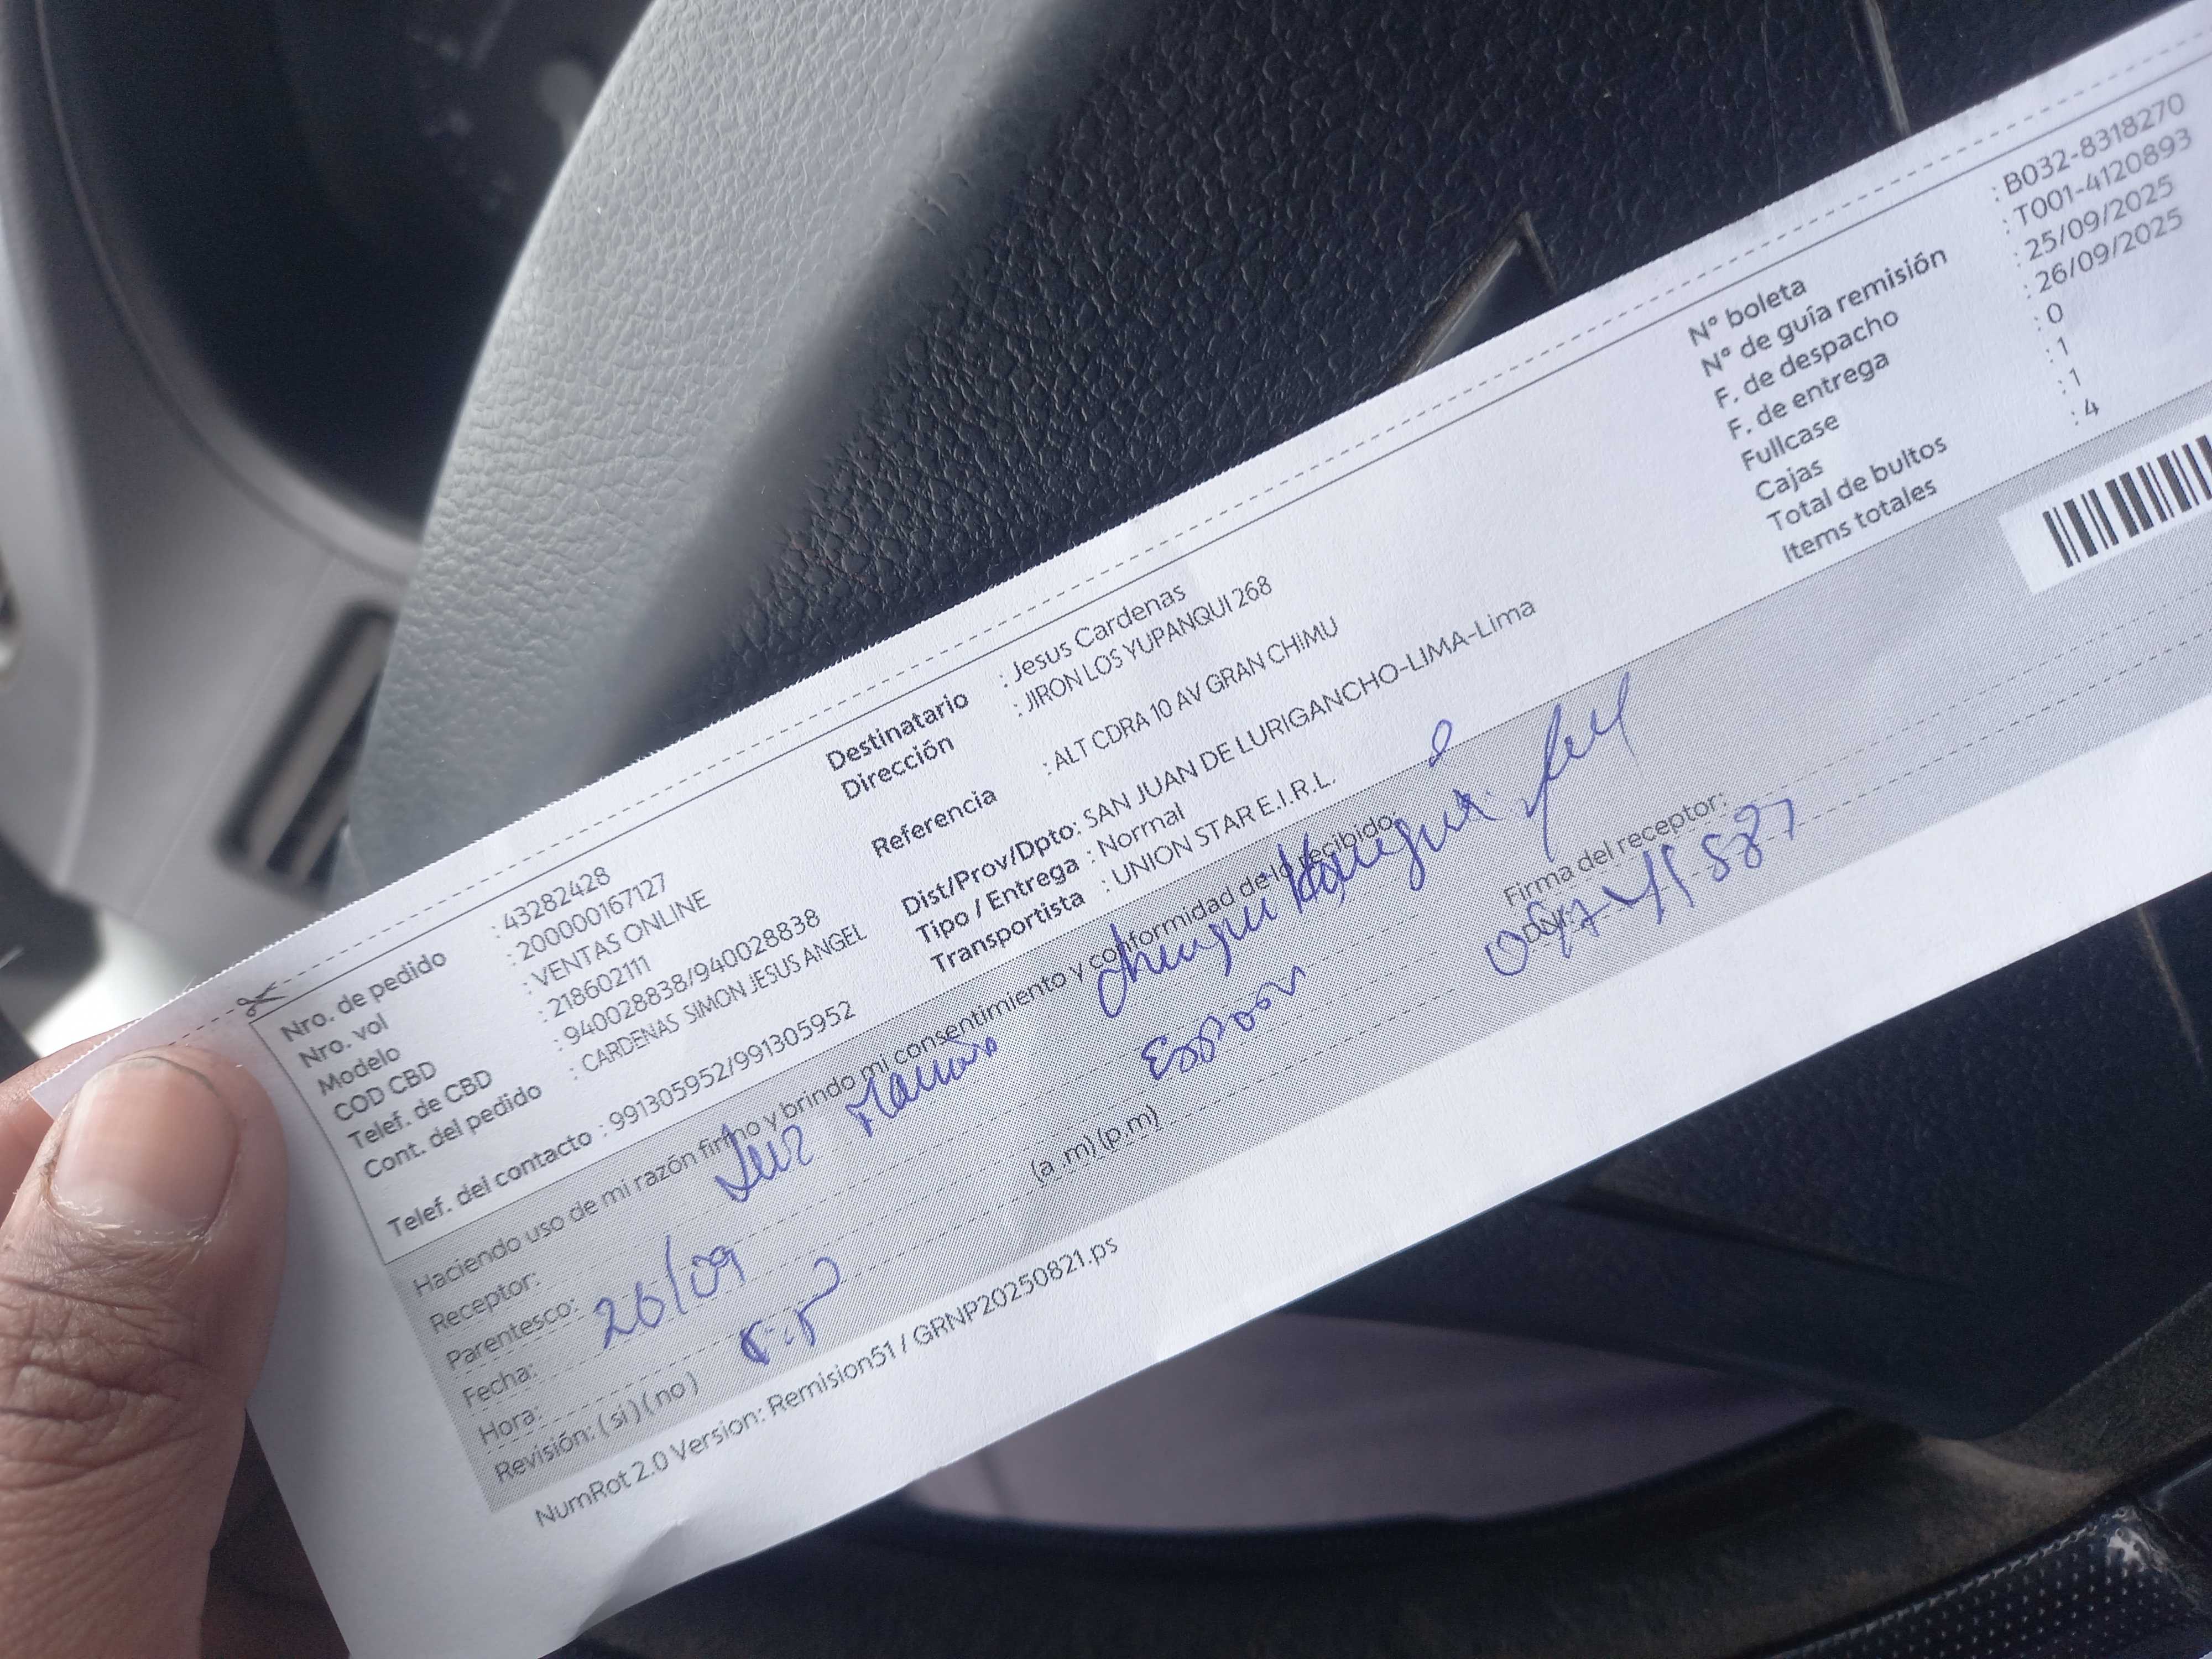 Nro. de pedido : 43282428
Nro. vol : 200000167127
Modelo : VENTAS ONLINE
COD CBD : 218602111
Telef. de CBD : 940028838/940028838
Cont. del pedido : CARDENAS SIMON JESUS ANGEL
Telef. del contacto : 991305952/991305952
Destinatario : Jesus Cardenas
Dirección : JIRON LOS YUPANQUI 268
Referencia : ALT CDRA 10 AV GRAN CHIMU
Dist/Prov/Dpto: SAN JUAN DE LURIGANCHO-LIMA-Lima
Tipo / Entrega : Normal
Transportista : UNION STAR E.I.R.L.
N° boleta : B032-8318270
N° de guía remisión : T001-4120893
F. de despacho : 25/09/2025
F. de entrega : 26/09/2025
Fullcase : 0
Cajas : 1
Total de bultos : 1
Items totales : 4
Haciendo uso de mi razón firmo y brindo mi consentimiento y conformidad de lo recibido.
Receptor: Luz
Parentesco:
Fecha: 26/09
Hora: (a.m)(p.m)
Revisión: ( si ) ( no )
Firma del receptor:
DNI:
NumRot 2.0 Version: Remision51 / GRNP20250821.ps